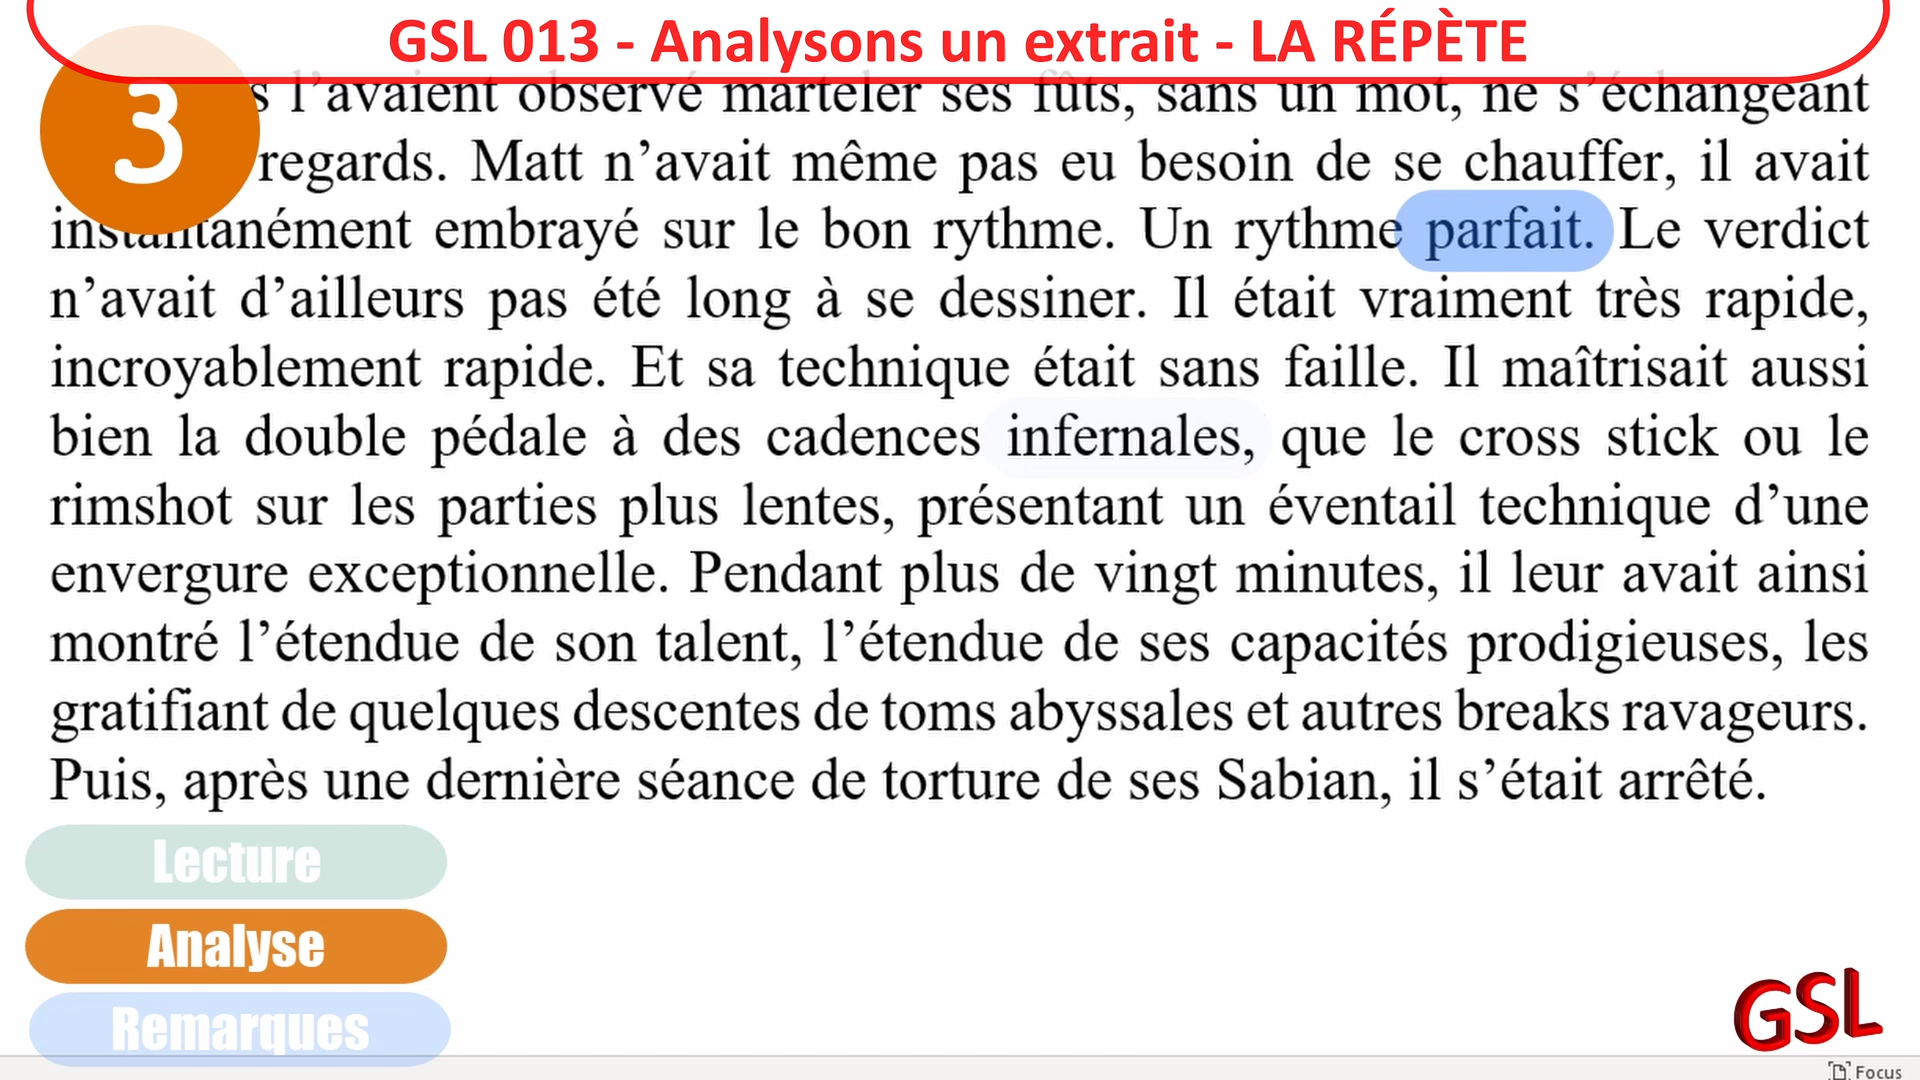 GSL 013 - Analysons un extrait - LA RÉPÈTE
3
s l’avaient observé marteler ses fûts, sans un mot, ne s’échangeant
regards. Matt n’avait même pas eu besoin de se chauffer, il avait
instantanément embrayé sur le bon rythme. Un rythme parfait. Le verdict
n’avait d’ailleurs pas été long à se dessiner. Il était vraiment très rapide,
incroyablement rapide. Et sa technique était sans faille. Il maîtrisait aussi
bien la double pédale à des cadences infernales, que le cross stick ou le
rimshot sur les parties plus lentes, présentant un éventail technique d’une
envergure exceptionnelle. Pendant plus de vingt minutes, il leur avait ainsi
montré l’étendue de son talent, l’étendue de ses capacités prodigieuses, les
gratifiant de quelques descentes de toms abyssales et autres breaks ravageurs.
Puis, après une dernière séance de torture de ses Sabian, il s’était arrêté.
Lecture
Analyse
Remarques
GSL
Focus